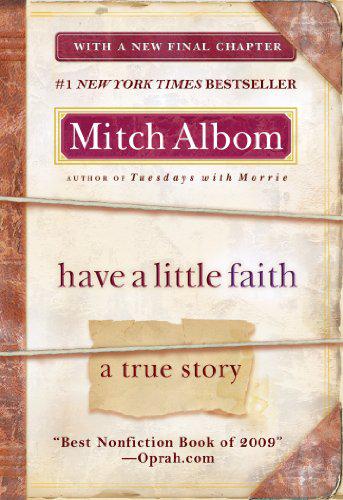 WITH A NEW FINAL CHAPTER
#1 NEW YORK TIMES BESTSELLER
Mitch Albom
AUTHOR OF Tuesdays with Morrie
have a little faith
a true story
“Best Nonfiction Book of 2009”
—Oprah.com